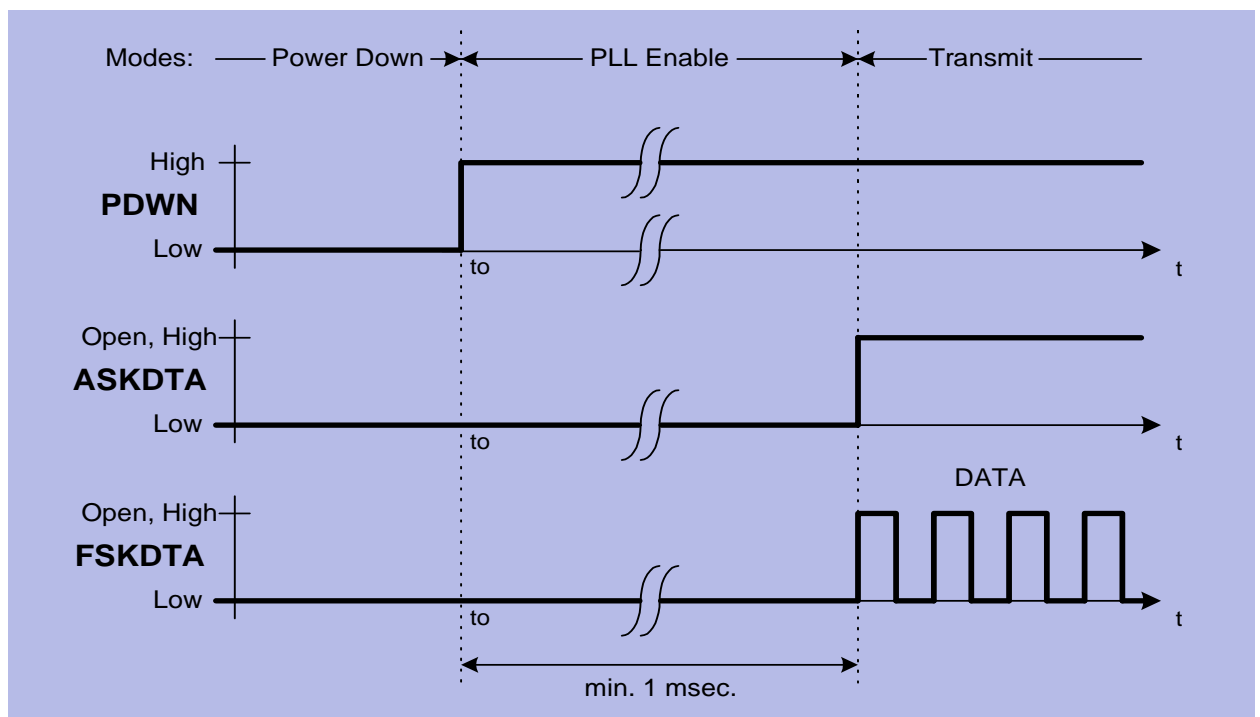 Modes: Power Down PLL Enable Transmit
High
PDWN
Low
to
t
Open, High
ASKDTA
Low
to
t
DATA
Open, High
FSKDTA
Low
to
t
min. 1 msec.